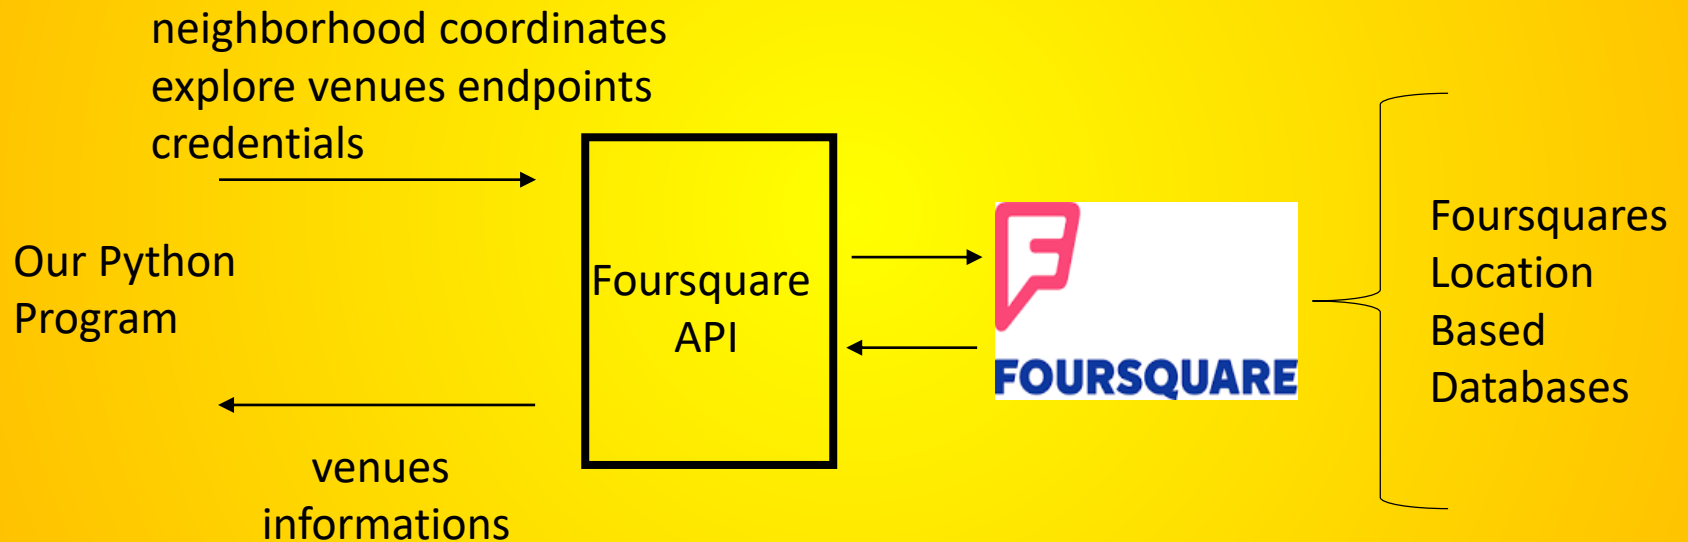 neighborhood coordinates
explore venues endpoints
credentials
Our Python
Program
Foursquare
API
venues
informations
FOURSQUARE
Foursquares
Location
Based
Databases